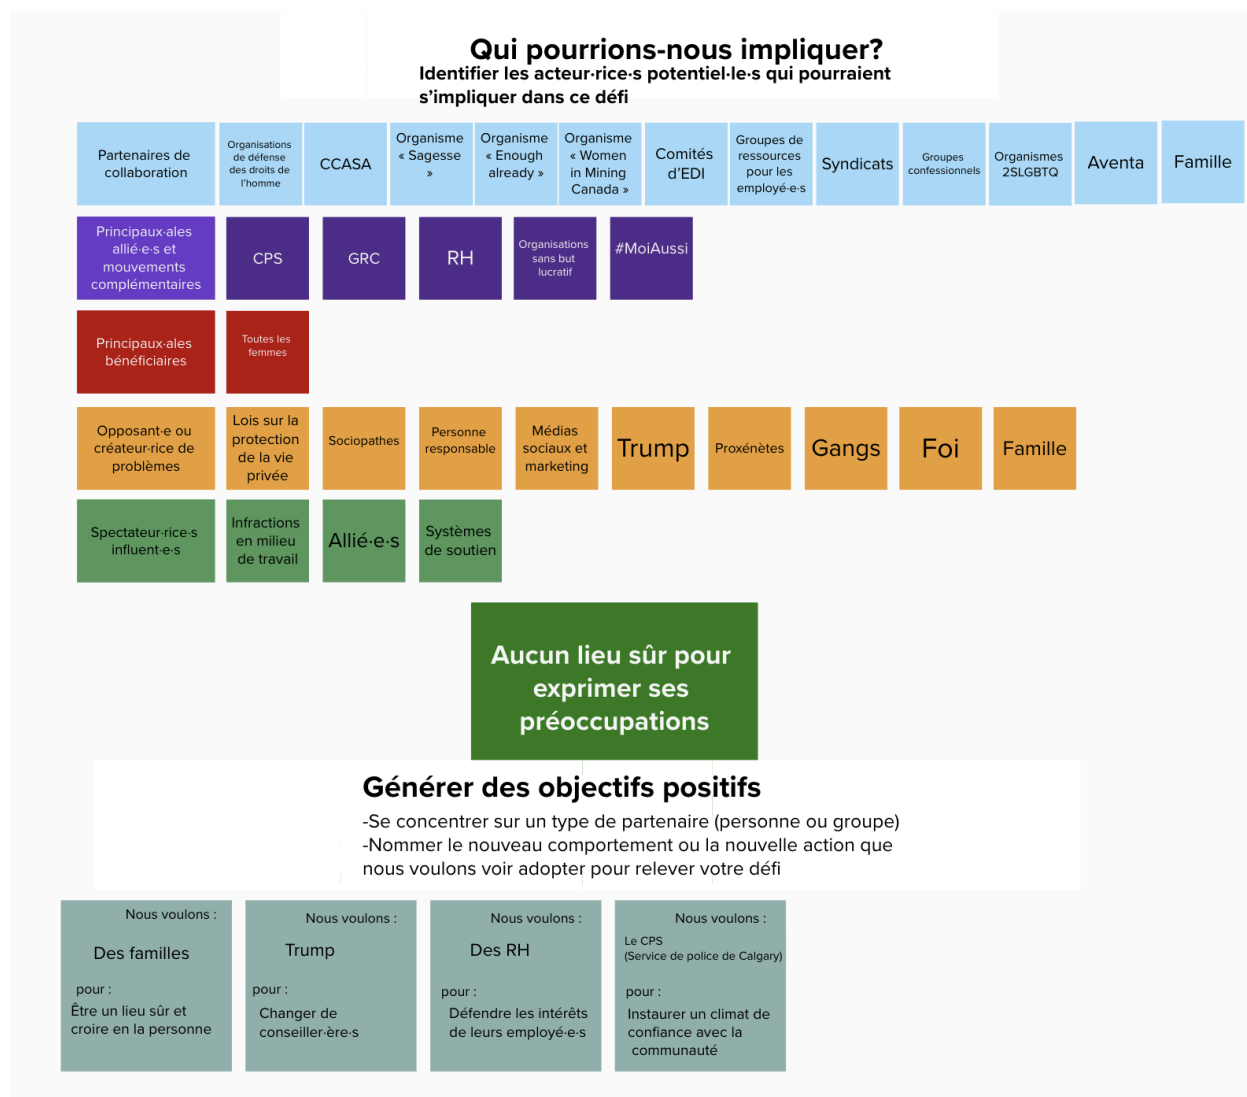 Qui pourrions-nous impliquer?
Identifier les acteur·rice·s potentiel·le·s qui pourraient
s’impliquer dans ce défi
Partenaires de
collaboration
Organisations
de défense
des droits de
l’homme
CCASA
Organisme
« Sagesse
»
Organisme
« Enough
already »
Organisme
« Women
in Mining
Canada »
Comités
d’EDI
Groupes de
ressources
pour les
employé·e·s
Syndicats
Groupes
confessionnels
Organismes
2SLGBTQ
Aventa
Famille
Principaux·ales
allié·e·s et
mouvements
complémentaires
CPS
GRC
RH
Organisations
sans but
lucratif
#MoiAussi
Principaux·ales
bénéficiaires
Toutes les
femmes
Opposant·e ou
créateur·rice de
problèmes
Lois sur la
protection
de la vie
privée
Sociopathes
Personne
responsable
Médias
sociaux et
marketing
Trump
Proxénètes
Gangs
Foi
Famille
Spectateur·rice·s
influent·e·s
Infractions
en milieu
de travail
Allié·e·s
Systèmes
de soutien
Aucun lieu sûr pour
exprimer ses
préoccupations
Générer des objectifs positifs
-Se concentrer sur un type de partenaire (personne ou groupe)
-Nommer le nouveau comportement ou la nouvelle action que
nous voulons voir adopter pour relever votre défi
Nous voulons :
Des familles
pour :
Être un lieu sûr et
croire en la personne
Nous voulons :
Trump
pour :
Changer de
conseiller·ère·s
Nous voulons :
Des RH
pour :
Défendre les intérêts
de leurs employé·e·s
Nous voulons :
Le CPS
(Service de police de Calgary)
pour :
Instaurer un climat de
confiance avec la
communauté